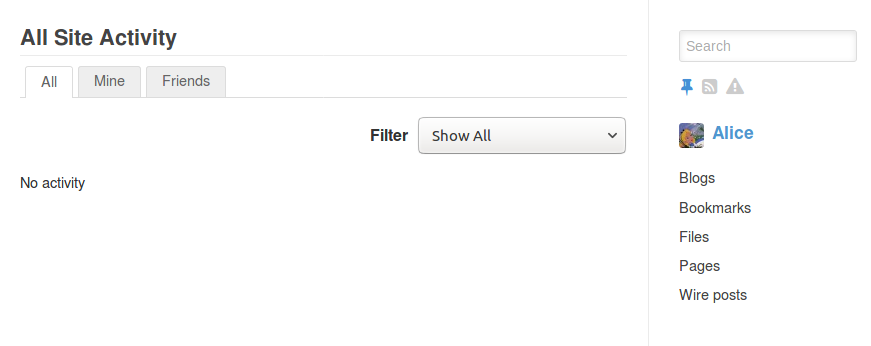 All Site Activity
All
Mine
Friends
Filter
Show All
No activity
Search
Alice
Blogs
Bookmarks
Files
Pages
Wire posts